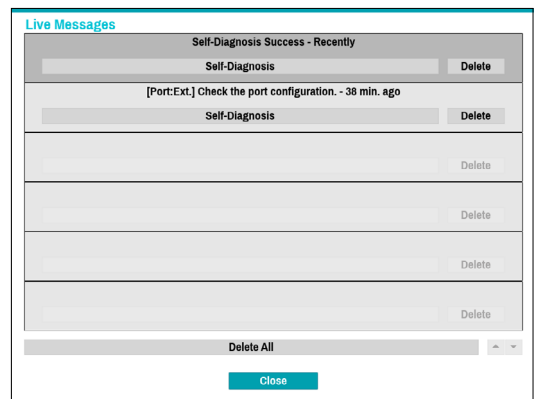 Live Messages
Self-Diagnosis Success - Recently
Self-Diagnosis Delete
[Port:Ext.] Check the port configuration. - 38 min. ago
Self-Diagnosis Delete
Delete
Delete
Delete
Delete
Delete All
Close